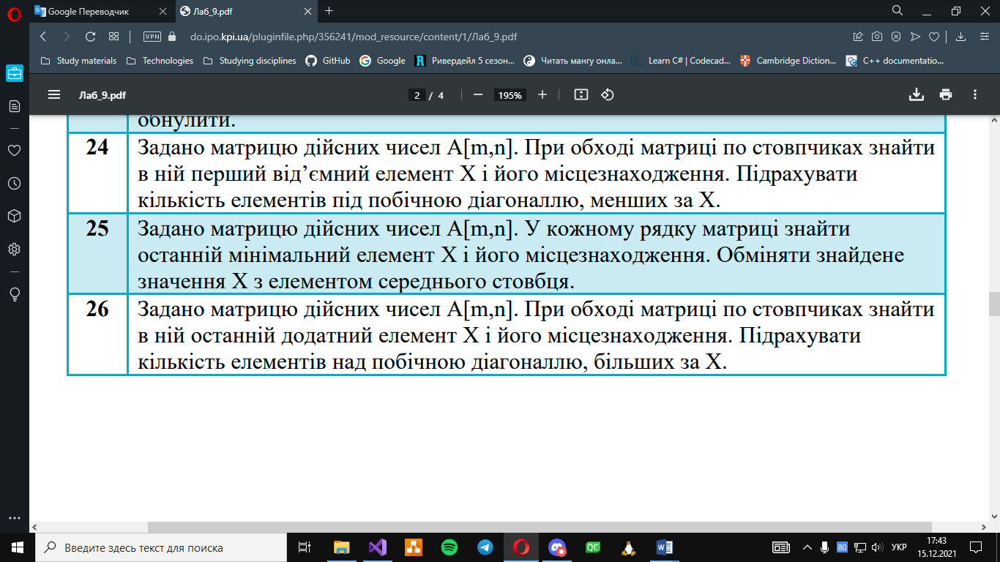 Google Переводчик
Лаб_9.pdf
VPN
do.ipo.kpi.ua/pluginfile.php/356241/mod_resource/content/1/Лаб_9.pdf
Study materials
Technologies
Studying disciplines
GitHub
Google
Ривердейл 5 сезон...
Читать мангу онла...
Learn C# | Codecad...
Cambridge Diction...
C++ documentatio...
Лаб_9.pdf
2 / 4
195%
обнулити.
24 Задано матрицю дійсних чисел A[m,n]. При обході матриці по стовпчиках знайти
в ній перший від’ємний елемент X і його місцезнаходження. Підрахувати
кількість елементів під побічною діагоналлю, менших за X.
25 Задано матрицю дійсних чисел A[m,n]. У кожному рядку матриці знайти
останній мінімальний елемент X і його місцезнаходження. Обміняти знайдене
значення X з елементом середнього стовбця.
26 Задано матрицю дійсних чисел A[m,n]. При обході матриці по стовпчиках знайти
в ній останній додатний елемент X і його місцезнаходження. Підрахувати
кількість елементів над побічною діагоналлю, більших за X.
Введите здесь текст для поиска
QC
80
УКР
17:43
15.12.2021